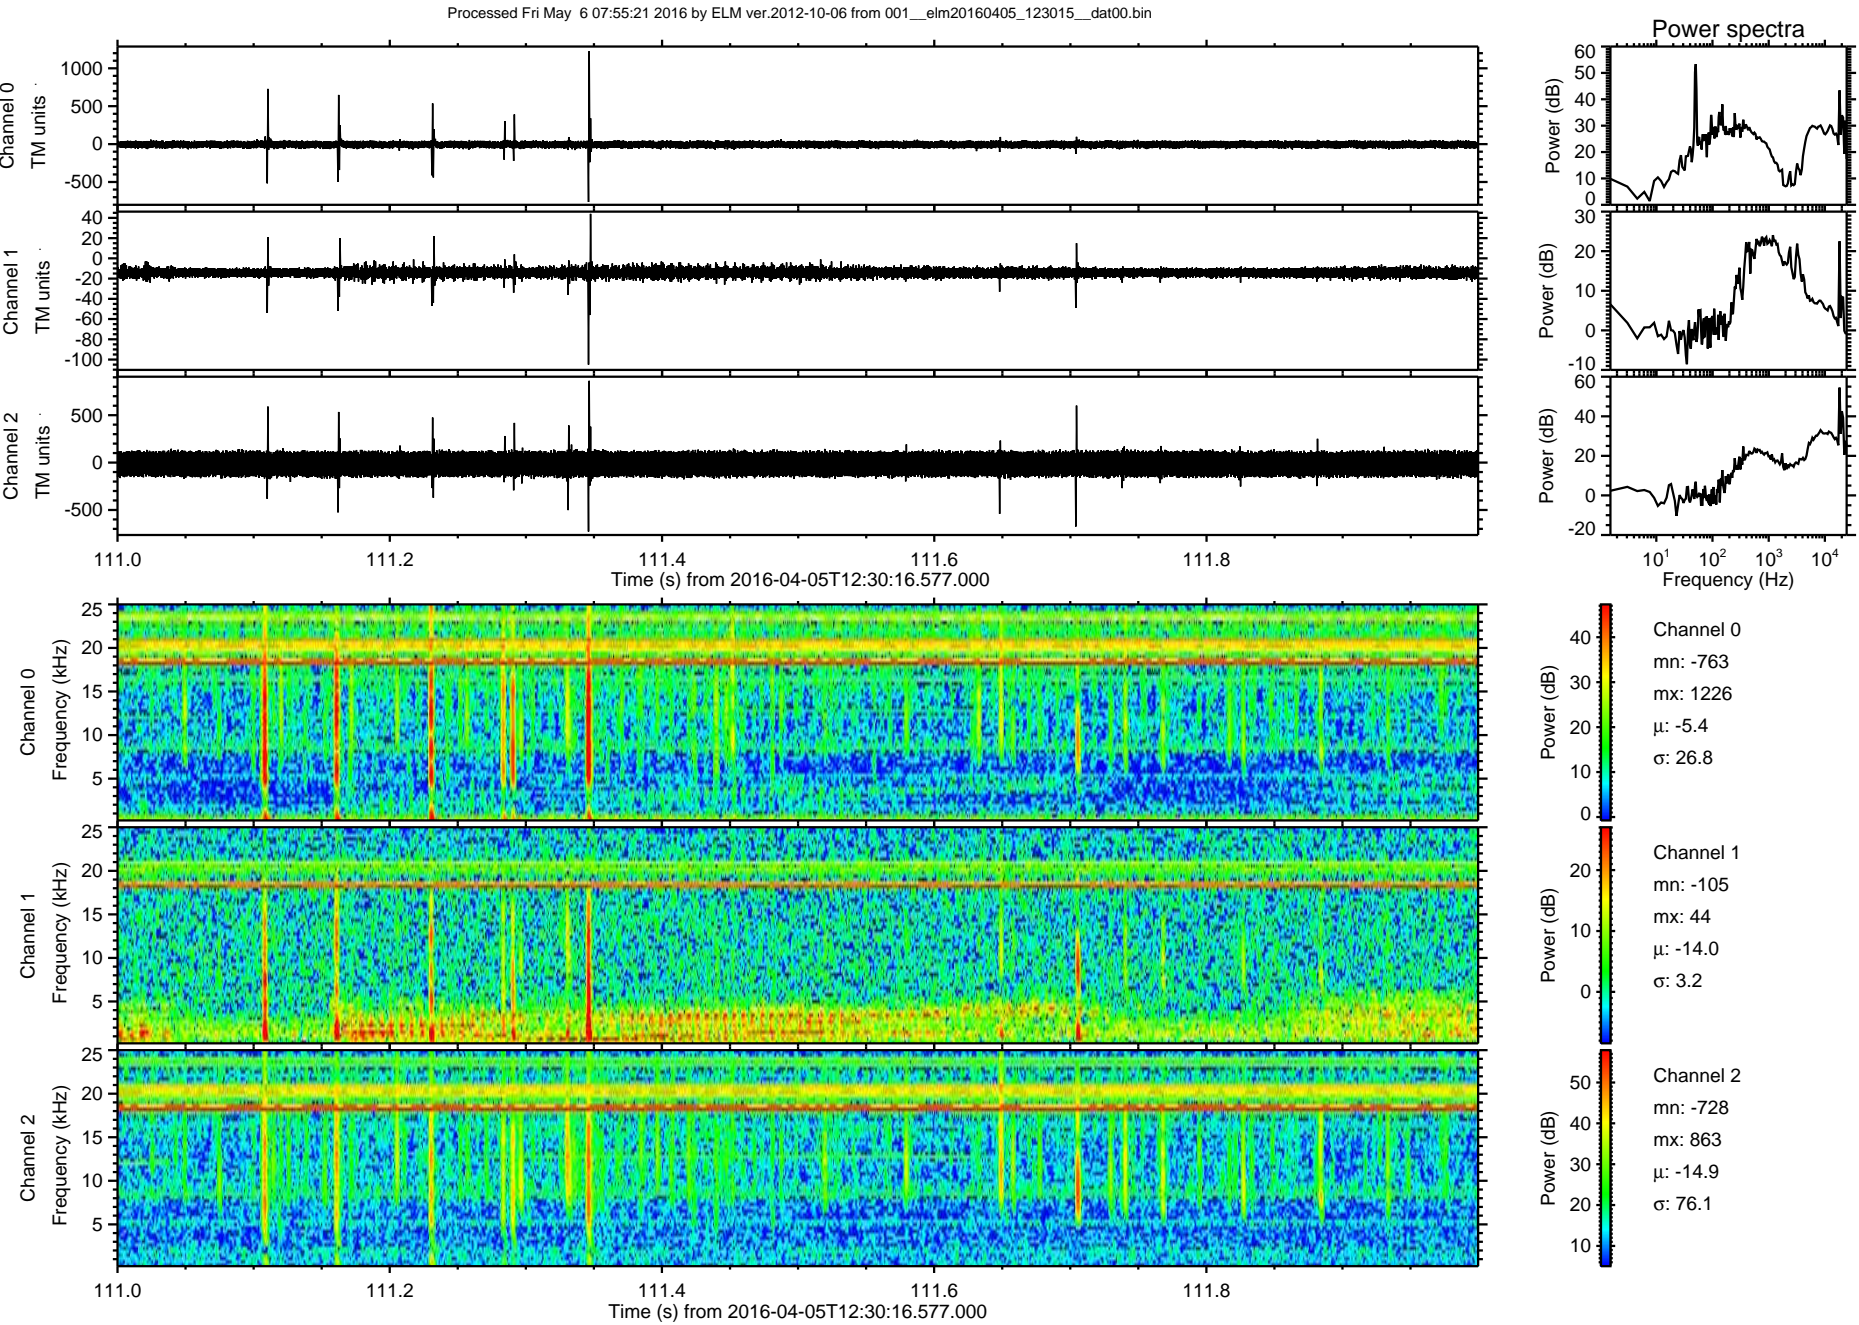 Processed Fri May  6 07:55:21 2016 by ELM ver.2012-10-06 from 001__elm20160405_123015__dat00.bin
Power spectra
Channel 0
TM units
1000
500
0
-500
Power (dB)
60
50
40
30
20
10
0
Channel 1
TM units
40
20
0
-20
-40
-60
-80
-100
Power (dB)
30
20
10
0
-10
Channel 2
TM units
500
0
-500
Power (dB)
60
40
20
0
-20
111.0 111.2 111.4 111.6 111.8
Time (s) from 2016-04-05T12:30:16.577.000
10¹ 10² 10³ 10⁴
Frequency (Hz)
Channel 0
Frequency (kHz)
25
20
15
10
5
Power (dB)
40
30
20
10
0
Channel 0
mn: -763
mx: 1226
μ: -5.4
σ: 26.8
Channel 1
Frequency (kHz)
25
20
15
10
5
Power (dB)
20
10
0
Channel 1
mn: -105
mx: 44
μ: -14.0
σ: 3.2
Channel 2
Frequency (kHz)
25
20
15
10
5
Power (dB)
50
40
30
20
10
Channel 2
mn: -728
mx: 863
μ: -14.9
σ: 76.1
111.0 111.2 111.4 111.6 111.8
Time (s) from 2016-04-05T12:30:16.577.000